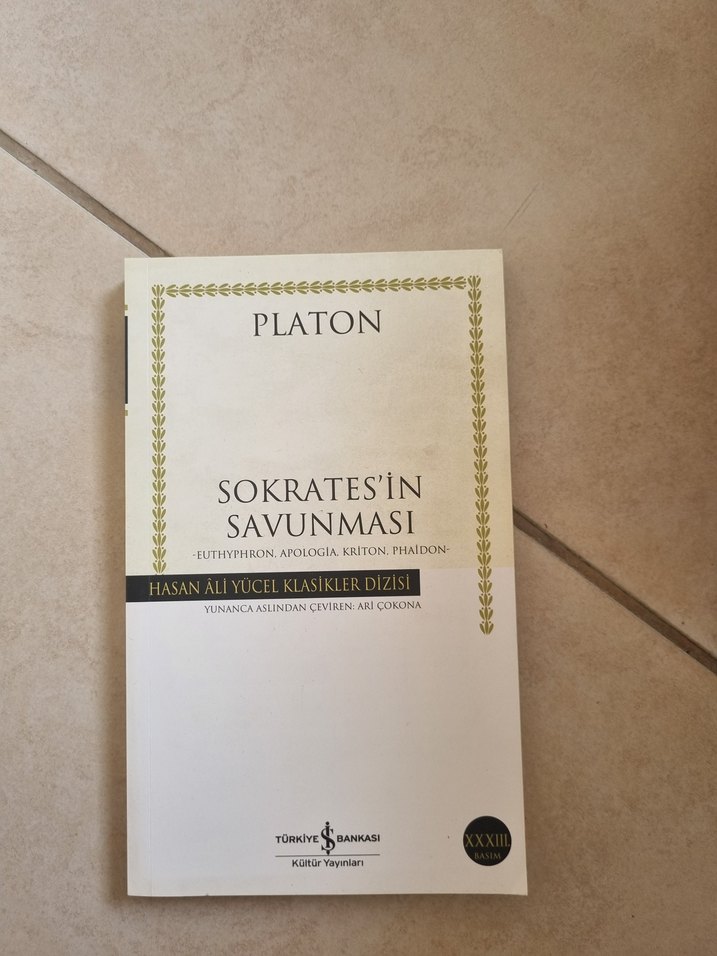 PLATON
SOKRATES'İN
SAVUNMASI
-EUTHYPHRON, APOLOGİA, KRİTON, PHAİDON-
HASAN ÂLİ YÜCEL KLASİKLER DİZİSİ
YUNANCA ASLINDAN ÇEVİREN: ARİ ÇOKONA
TÜRKİYE İŞ BANKASI
Kültür Yayınları
XXXIII.
BASIM